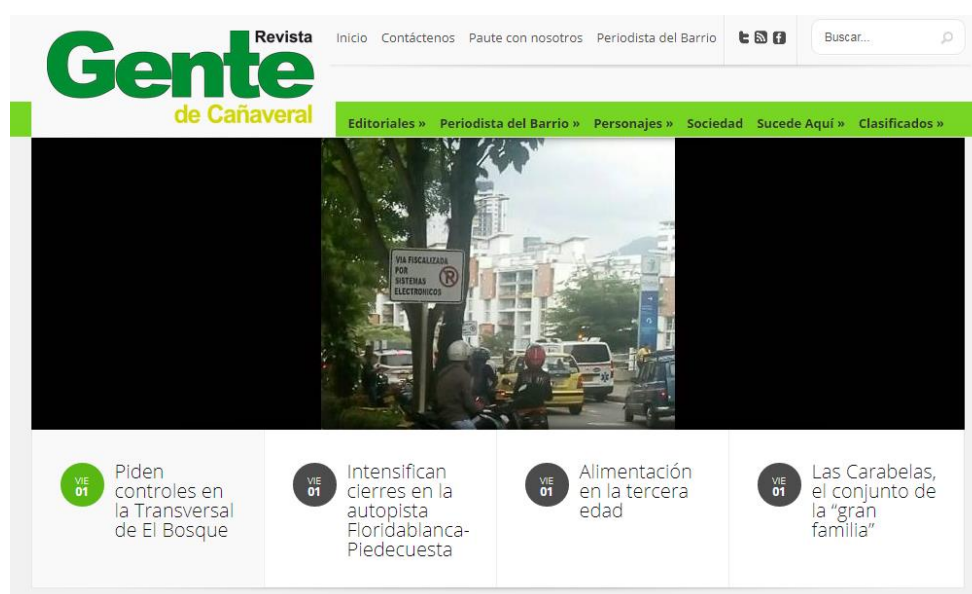 Revista
Gente
de Cañaveral
Inicio Contáctenos Paute con nosotros Periodista del Barrio
Buscar...
Editoriales » Periodista del Barrio » Personajes » Sociedad Sucede Aquí » Clasificados »
VIA FISCALIZADA
POR
SISTEMAS
ELECTRONICOS
R
VIE
01
Piden
controles en
la Transversal
de El Bosque
VIE
01
Intensifican
cierres en la
autopista
Floridablanca-
Piedecuesta
VIE
01
Alimentación
en la tercera
edad
VIE
01
Las Carabelas,
el conjunto de
la “gran
familia”